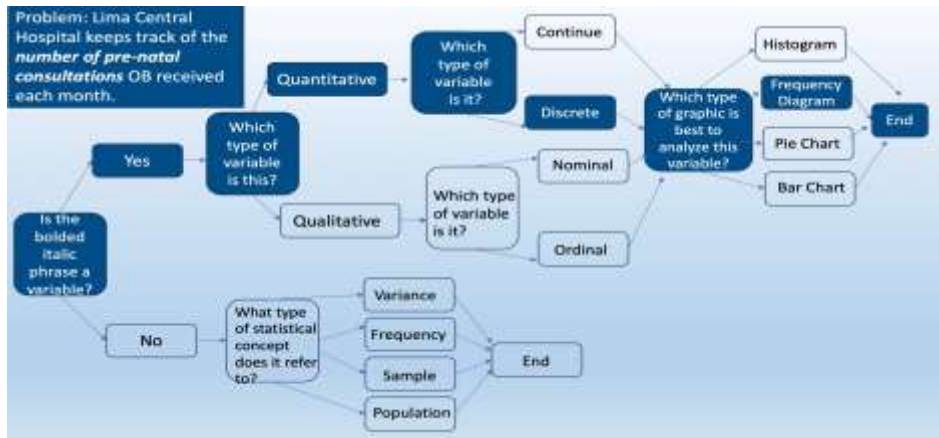 Problem: Lima Central
Hospital keeps track of the
number of pre-natal
consultations OB received
each month.
Continue
Which
type of
variable
is it?
Histogram
Quantitative
Which type
of graphic is
best to
analyze this
variable?
Frequency
Diagram
Discrete
End
Which
type of
variable
is this?
Yes
Pie Chart
Nominal
Which type
of variable
is it?
Bar Chart
Qualitative
Is the
bolded
italic
phrase a
variable?
Ordinal
Variance
What type
of statistical
concept
does it refer
to?
Frequency
No
End
Sample
Population